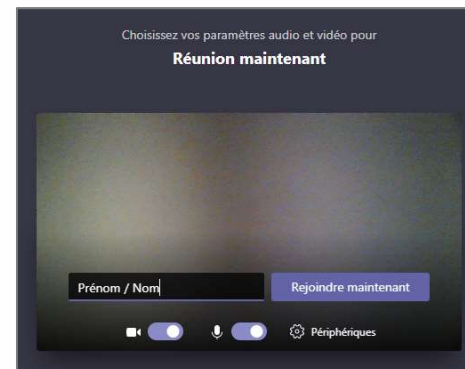 Choisissez vos paramètres audio et vidéo pour
Réunion maintenant
Prénom / Nom
Rejoindre maintenant
Périphériques